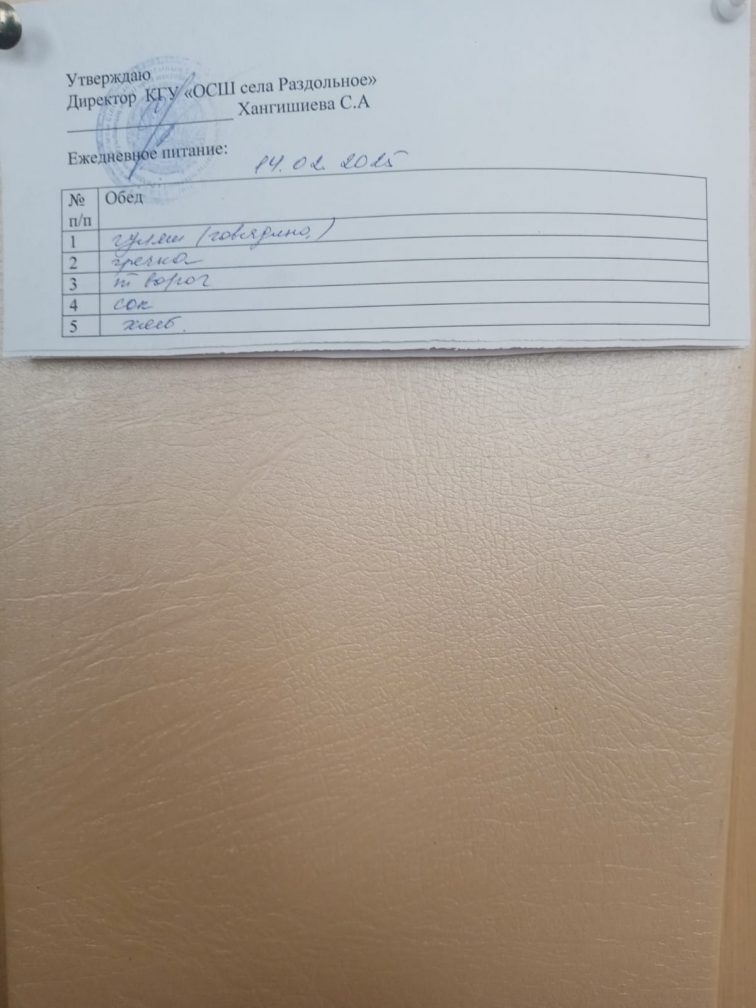 Утверждаю
Директор КГУ «ОСШ села Раздольное»
Хангишиева С.А
Ежедневное питание: 14.02.2025
№ п/п Обед
1 гуляш (говядина)
2 гречка
3 творог
4 сок
5 хлеб.